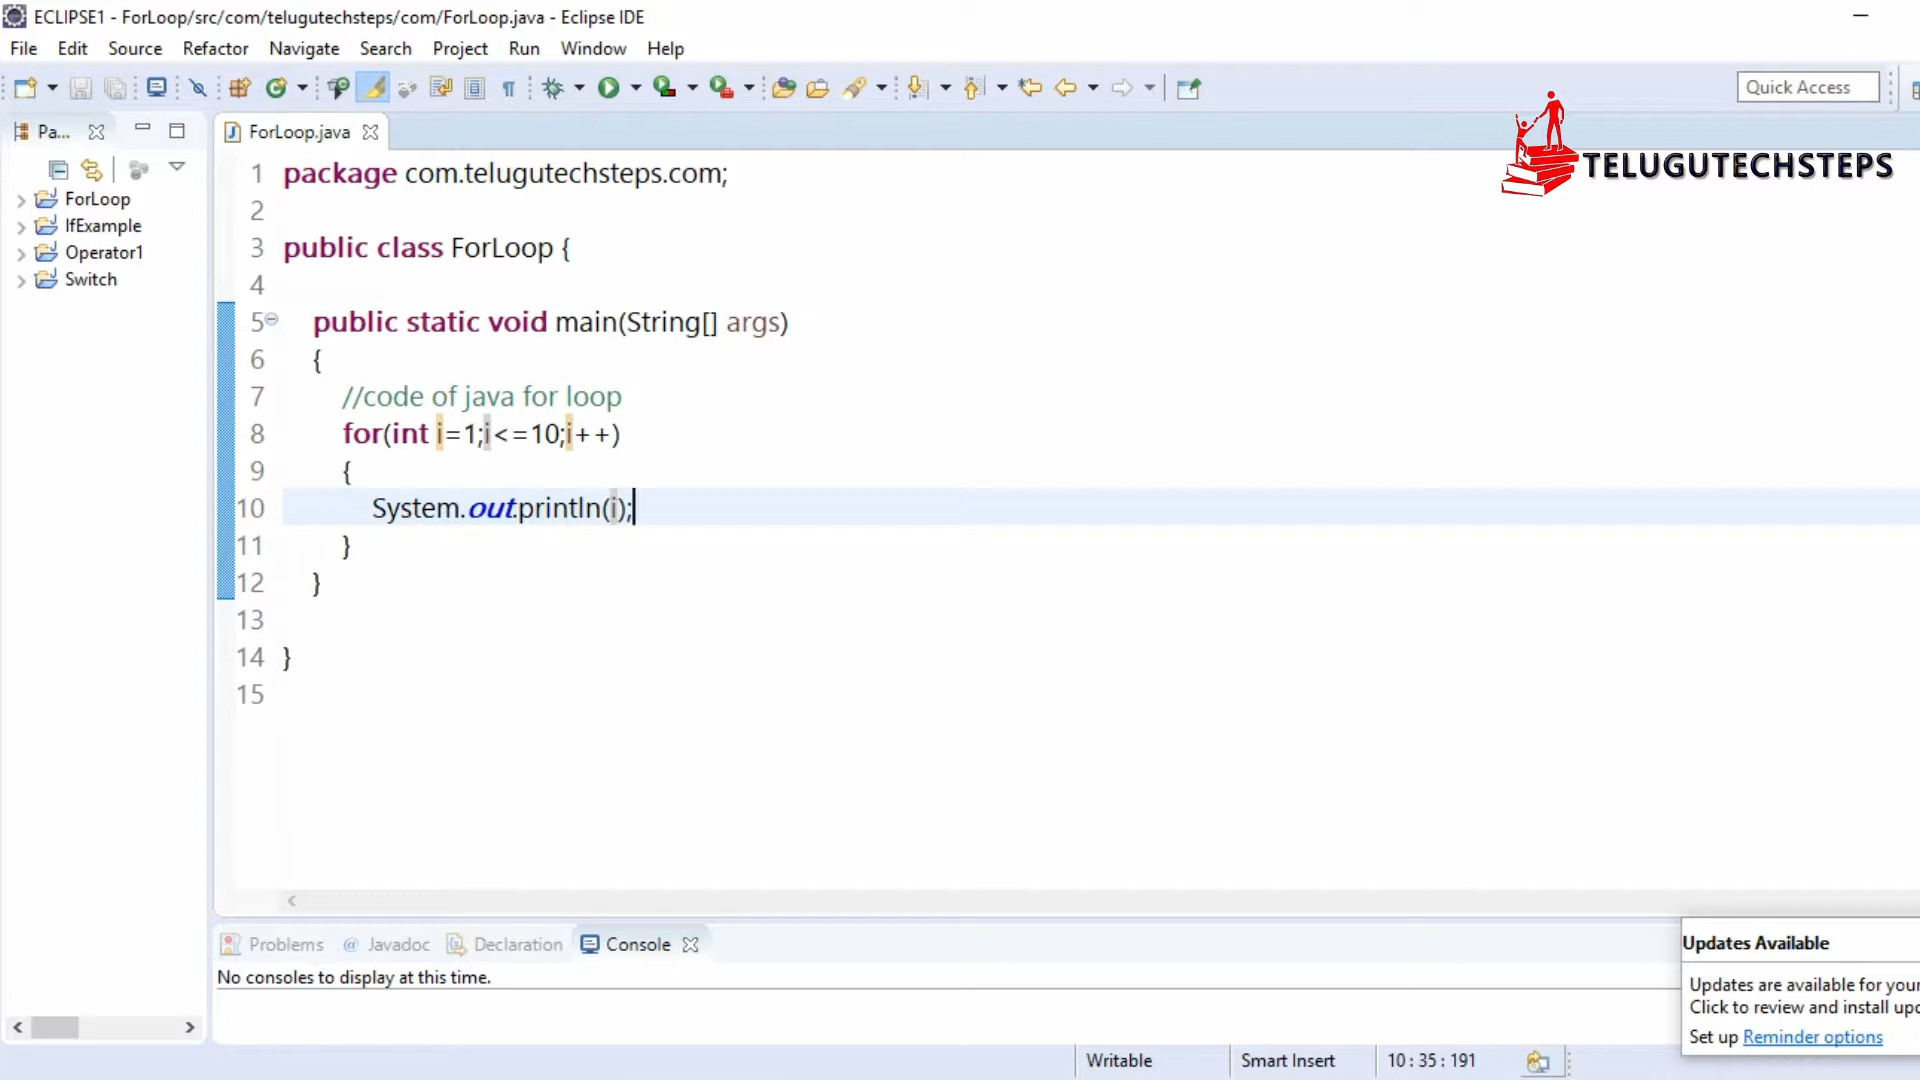 ECLIPSE1 - ForLoop/src/com/telugutechsteps/com/ForLoop.java - Eclipse IDE
File Edit Source Refactor Navigate Search Project Run Window Help
Quick Access
Pa...
ForLoop.java
TELUGUTECHSTEPS
ForLoop
IfExample
Operator1
Switch
1 package com.telugutechsteps.com;
2
3 public class ForLoop {
4
5 public static void main(String[] args)
6 {
7 //code of java for loop
8 for(int i=1;i<=10;i++)
9 {
10 System.out.println(i);
11 }
12 }
13
14 }
15
Problems @ Javadoc Declaration Console
No consoles to display at this time.
Updates Available
Updates are available for your
Click to review and install
Set up Reminder options
Writable Smart Insert 10 : 35 : 191